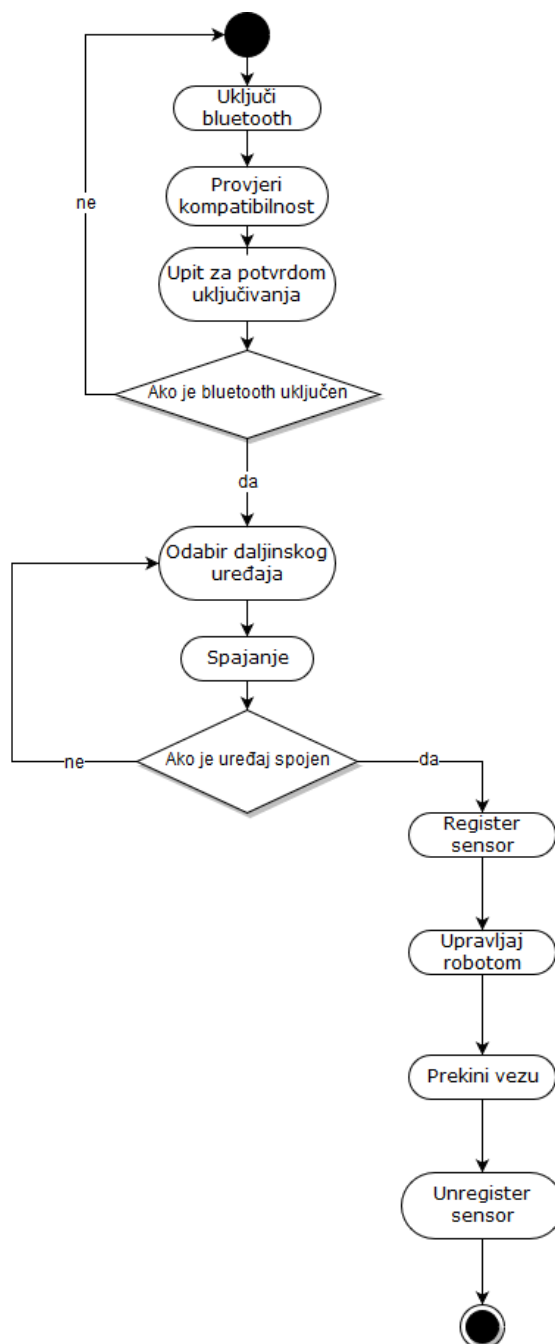 Uključi
bluetooth
ne
Provjeri
kompatibilnost
Upit za potvrdom
uključivanja
Ako je bluetooth uključen
da
Odabir daljinskog
uređaja
Spajanje
Ako je uređaj spojen
ne
da
Register
sensor
Upravljaj
robotom
Prekini vezu
Unregister
sensor